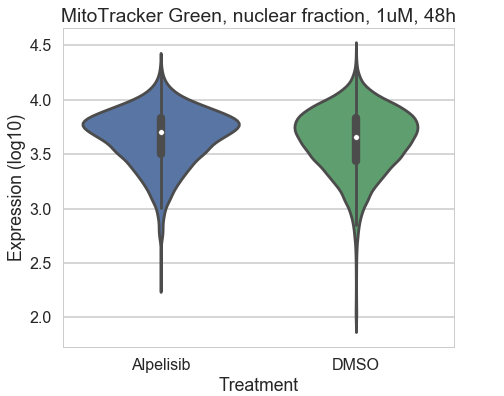 MitoTracker Green, nuclear fraction, 1uM, 48h
Expression (log10)
4.5
4.0
3.5
3.0
2.5
2.0
Alpelisib DMSO
Treatment